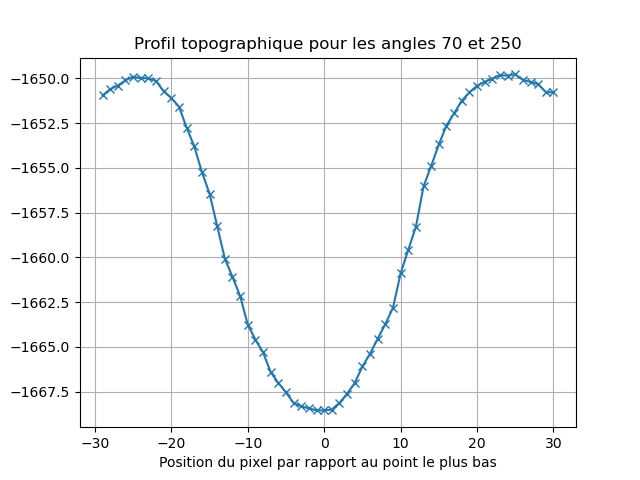 Profil topographique pour les angles 70 et 250
−1650.0
−1652.5
−1655.0
−1657.5
−1660.0
−1662.5
−1665.0
−1667.5
−30 −20 −10 0 10 20 30
Position du pixel par rapport au point le plus bas